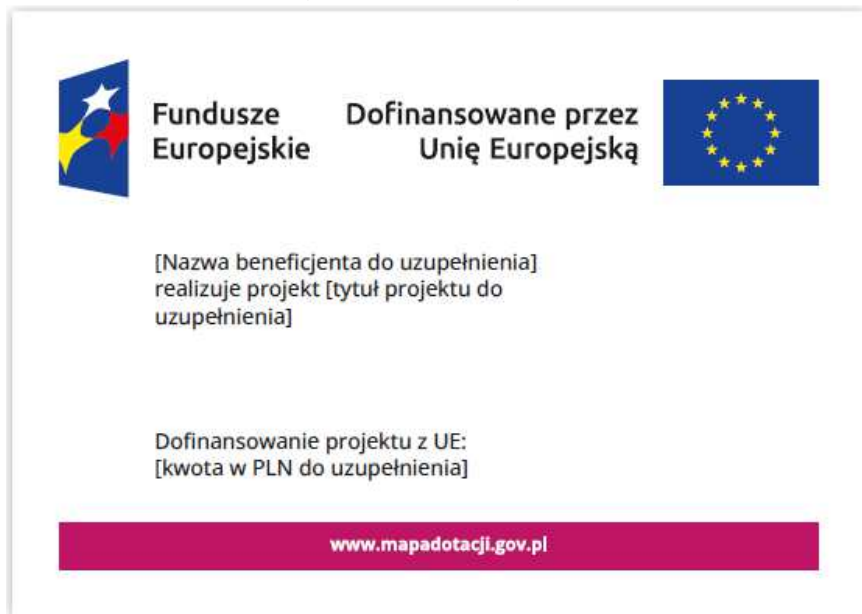 Fundusze
Europejskie
Dofinansowane przez
Unię Europejską
[Nazwa beneficjenta do uzupełnienia]
realizuje projekt [tytuł projektu do
uzupełnienia]
Dofinansowanie projektu z UE:
[kwota w PLN do uzupełnienia]
www.mapadotacji.gov.pl